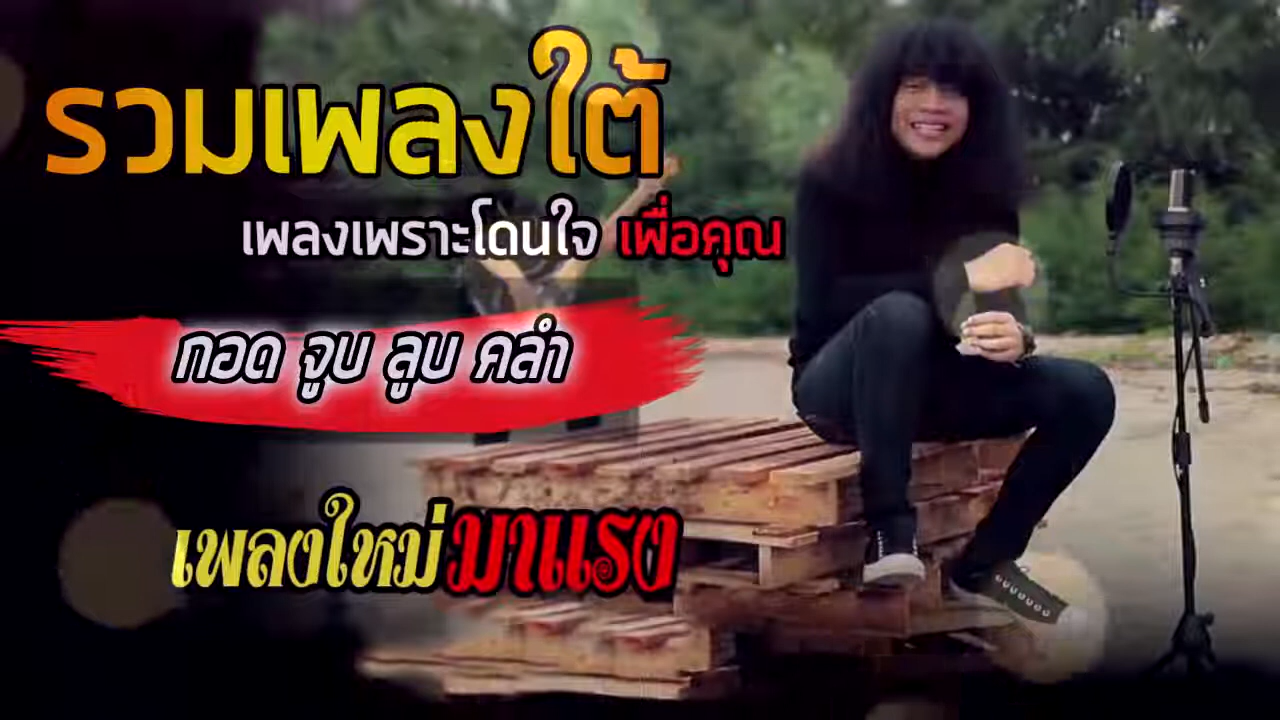 รวมเพลงใต้
เพลงเพราะโดนใจ เพื่อคุณ
กอด จูบ ลูบ คลำ
เพลงใหม่มาแรง